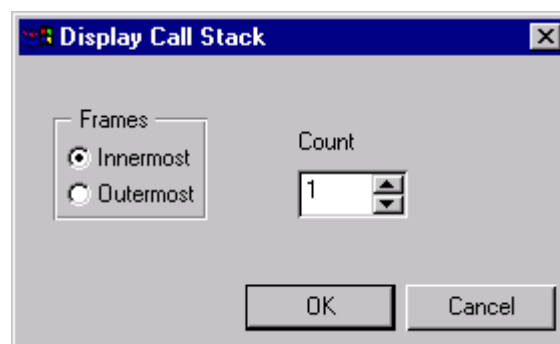 Display Call Stack
Frames
Innermost
Outermost
Count
1
OK
Cancel